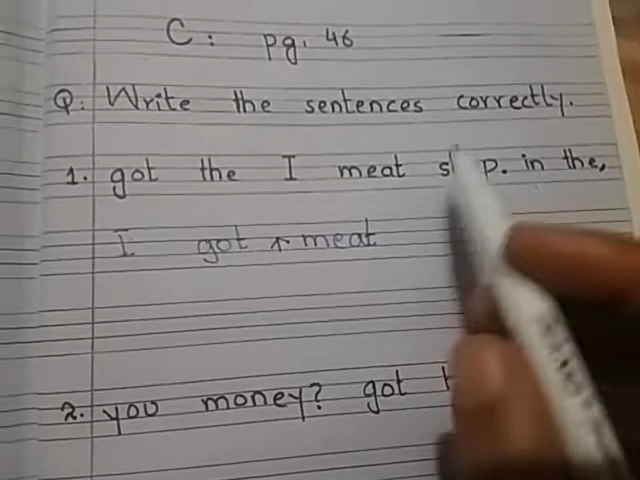 C: pg. 46
Q. Write the sentences correctly.
1. got the I meat in the,
I got meat
2. you money? got